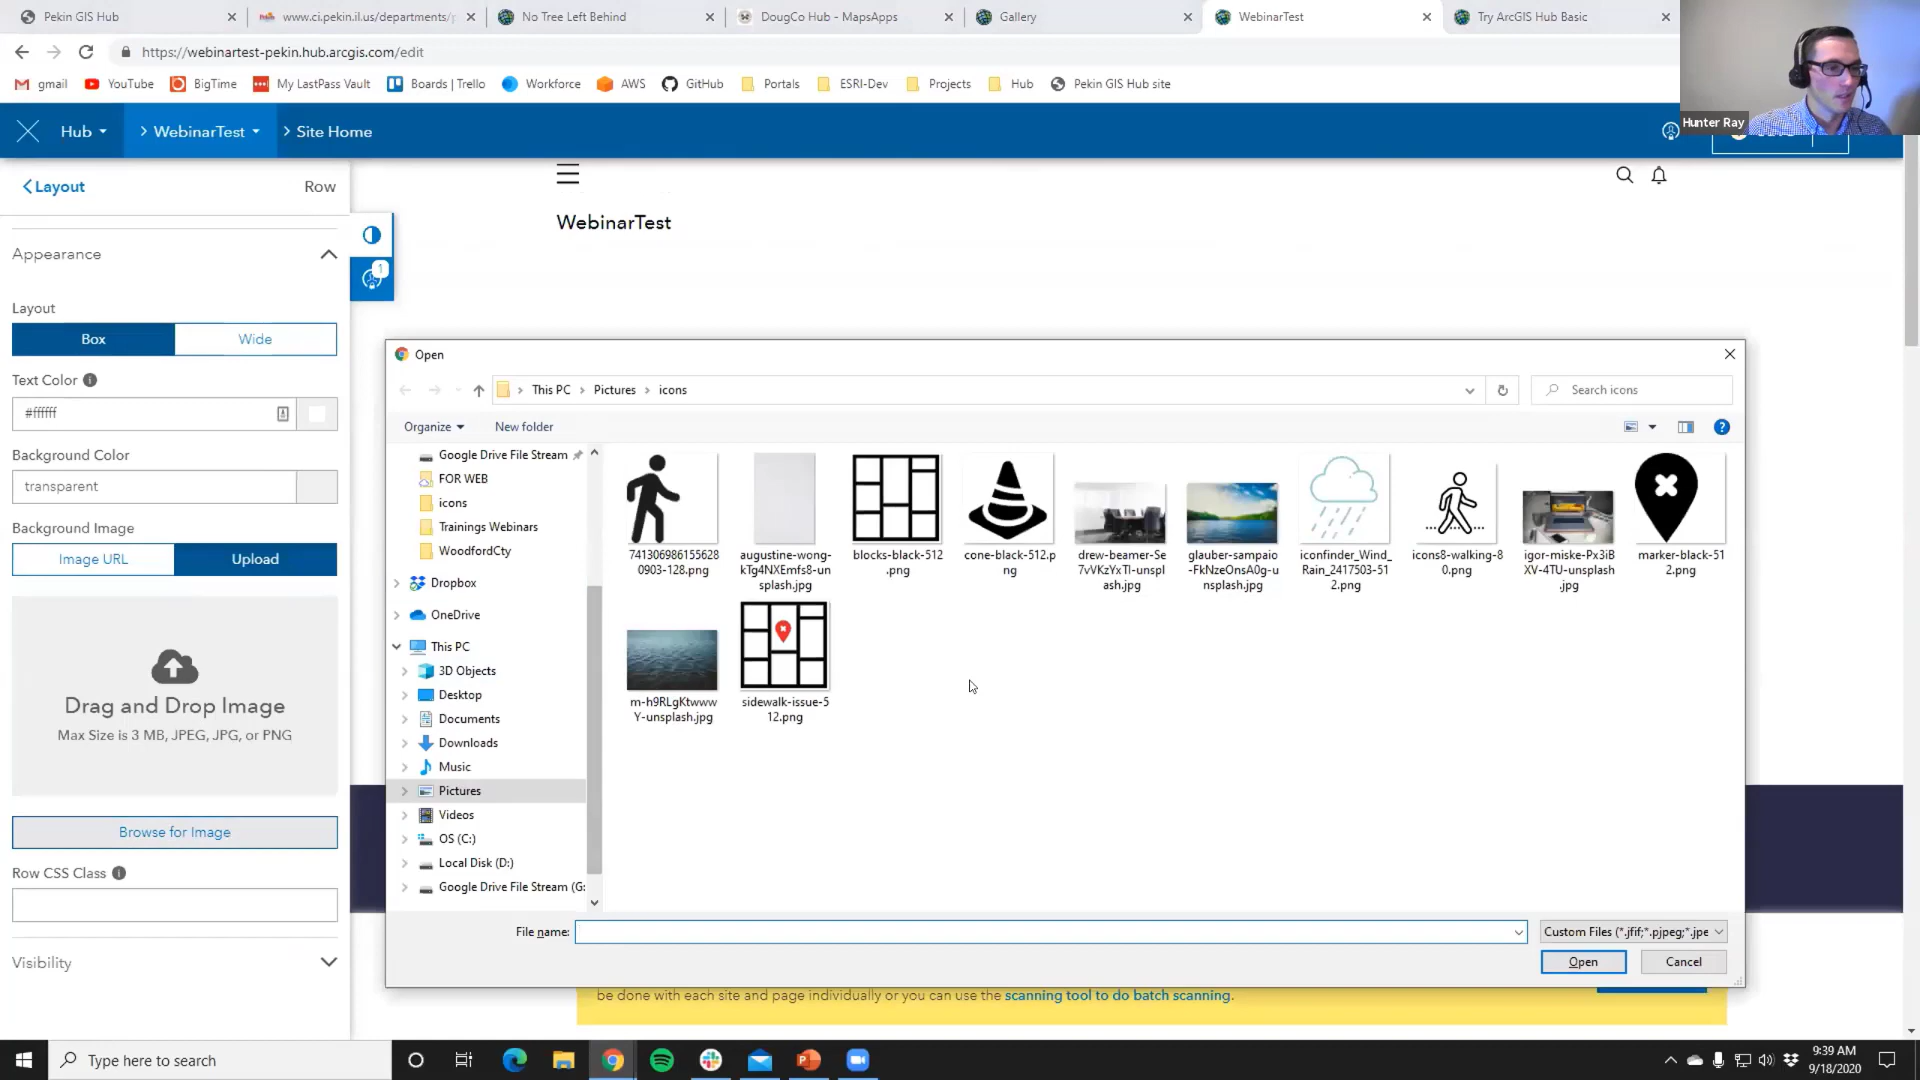 Pekin GIS Hub
www.ci.pekin.il.us/departments/p
No Tree Left Behind
DougCo Hub - MapsApps
Gallery
WebinarTest
Try ArcGIS Hub Basic
https://webinartest-pekin.hub.arcgis.com/edit
gmail
YouTube
BigTime
My LastPass Vault
Boards | Trello
Workforce
AWS
GitHub
Portals
ESRI-Dev
Projects
Hub
Pekin GIS Hub site
Hunter Ray
Hub
WebinarTest
Site Home
Layout
Row
WebinarTest
Appearance
1
Layout
Box
Wide
Text Color
#ffffff
Background Color
transparent
Background Image
Image URL
Upload
Drag and Drop Image
Max Size is 3 MB, JPEG, JPG, or PNG
Browse for Image
Row CSS Class
Visibility
Open
This PC
Pictures
icons
Search icons
Organize
New folder
Google Drive File Stream
FOR WEB
icons
Trainings Webinars
WoodfordCty
Dropbox
OneDrive
This PC
3D Objects
Desktop
Documents
Downloads
Music
Pictures
Videos
OS (C:)
Local Disk (D:)
Google Drive File Stream (G:
741306986155628
0903-128.png
augustine-wong-
kTg4NXEmfs8-un
splash.jpg
blocks-black-512
.png
cone-black-512.p
ng
drew-beamer-Se
7vVKzYxTI-unspl
ash.jpg
glauber-sampaio
-FkNzeOnsA0g-u
nsplash.jpg
iconfinder_Wind_
Rain_2417503-51
2.png
icons8-walking-8
0.png
igor-miske-Px3iB
XV-4TU-unsplash
.jpg
marker-black-51
2.png
m-h9RLgKtwww
Y-unsplash.jpg
sidewalk-issue-5
12.png
File name:
Custom Files (*.jfif;*.pjpeg;*.jpe
Open
Cancel
be done with each site and page individually or you can use the scanning tool to do batch scanning.
Type here to search
9:39 AM
9/18/2020